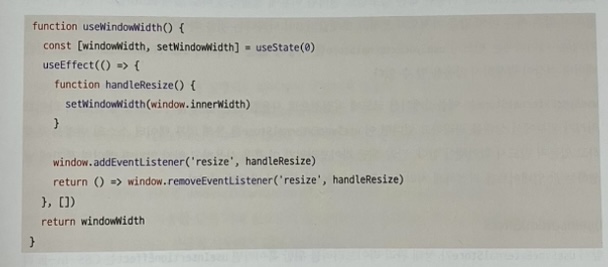 function useWindowWidth() {
  const [windowWidth, setWindowWidth] = useState(0)
  useEffect(() => {
    function handleResize() {
      setWindowWidth(window.innerWidth)
    }

    window.addEventListener('resize', handleResize)
    return () => window.removeEventListener('resize', handleResize)
  }, [])
  return windowWidth
}